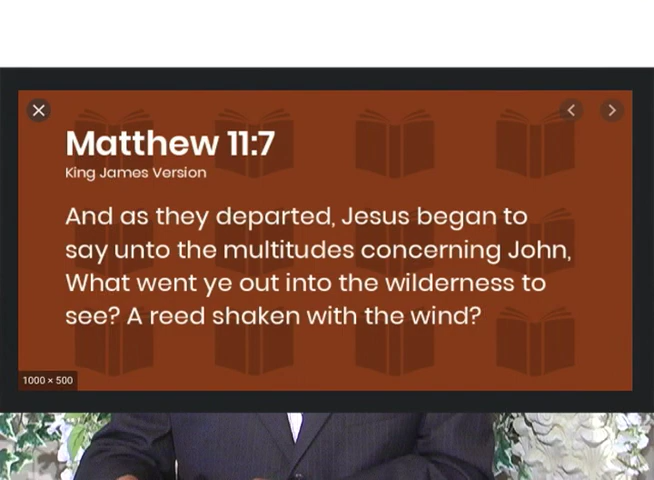 Matthew 11:7
King James Version
And as they departed, Jesus began to
say unto the multitudes concerning John,
What went ye out into the wilderness to
see? A reed shaken with the wind?
1000 × 500